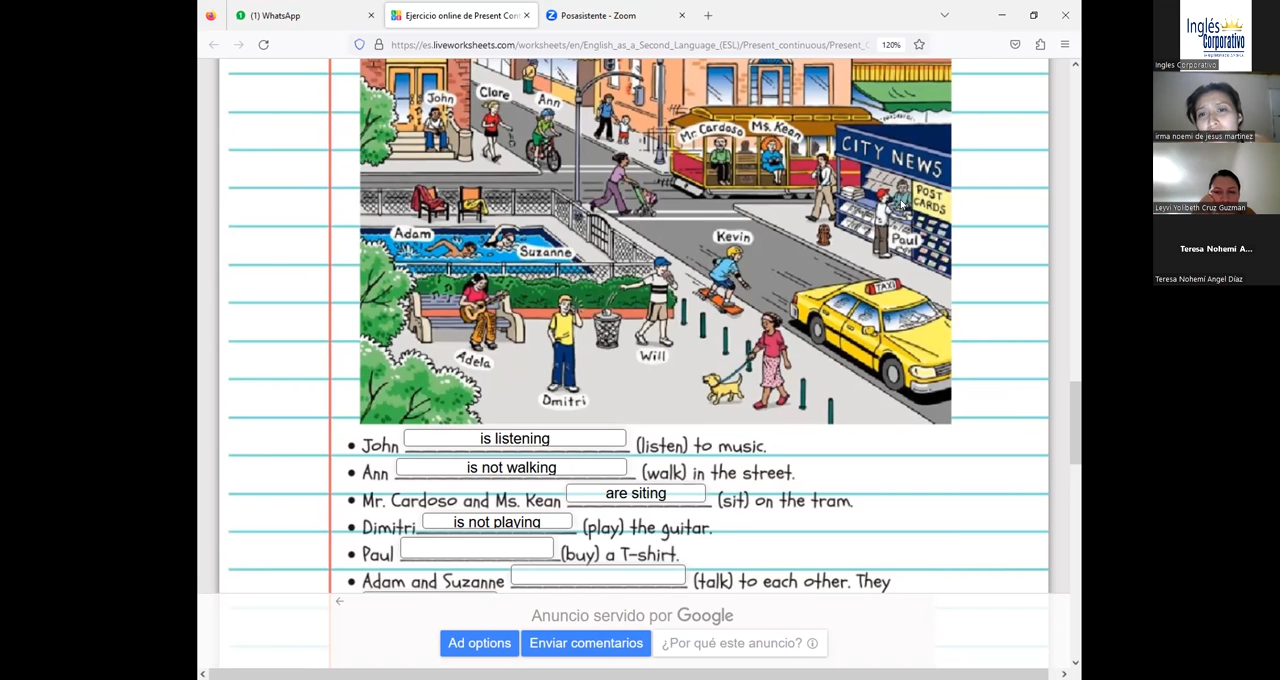 (1) WhatsApp
Ejercicio online de Present Cont
Posasistente - Zoom
https://es.liveworksheets.com/worksheets/en/English_as_a_Second_Language_(ESL)/Present_continuous/Present_C
120%
John
Clare
Ann
Mr. Cardoso
Ms. Kean
CITY NEWS
POST
CARDS
Adam
Suzanne
Kevin
Paul
TAXI
Adela
Will
Dmitri
• John is listening (listen) to music.
• Ann is not walking (walk) in the street.
• Mr. Cardoso and Ms. Kean are siting (sit) on the tram.
• Dimitri is not playing (play) the guitar.
• Paul (buy) a T-shirt.
• Adam and Suzanne (talk) to each other. They
Anuncio servido por Google
Ad options
Enviar comentarios
¿Por qué este anuncio?
Inglés
Corporativo
Ingles Corporativo
irma noemi de jesus martinez
Leyvi Yolibeth Cruz Guzman
Teresa Nohemi A...
Teresa Nohemí Angel Díaz